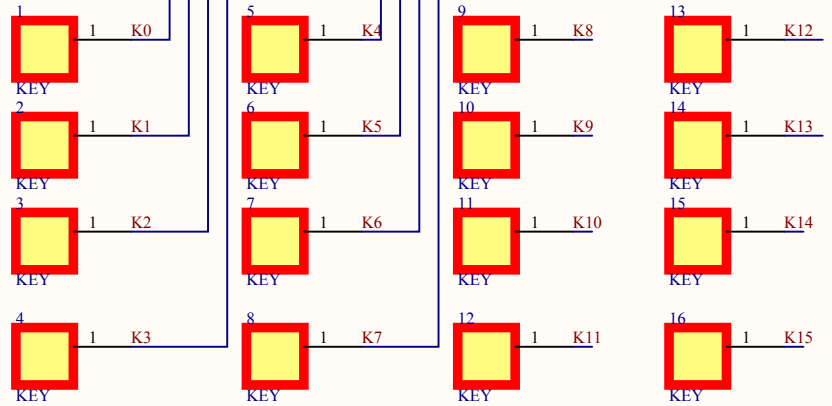 1 5 9 13
1 K0 1 K4 1 K8 1 K12
KEY KEY KEY KEY
2 6 10 14
1 K1 1 K5 1 K9 1 K13
KEY KEY KEY KEY
3 7 11 15
1 K2 1 K6 1 K10 1 K14
KEY KEY KEY KEY
4 8 12 16
1 K3 1 K7 1 K11 1 K15
KEY KEY KEY KEY